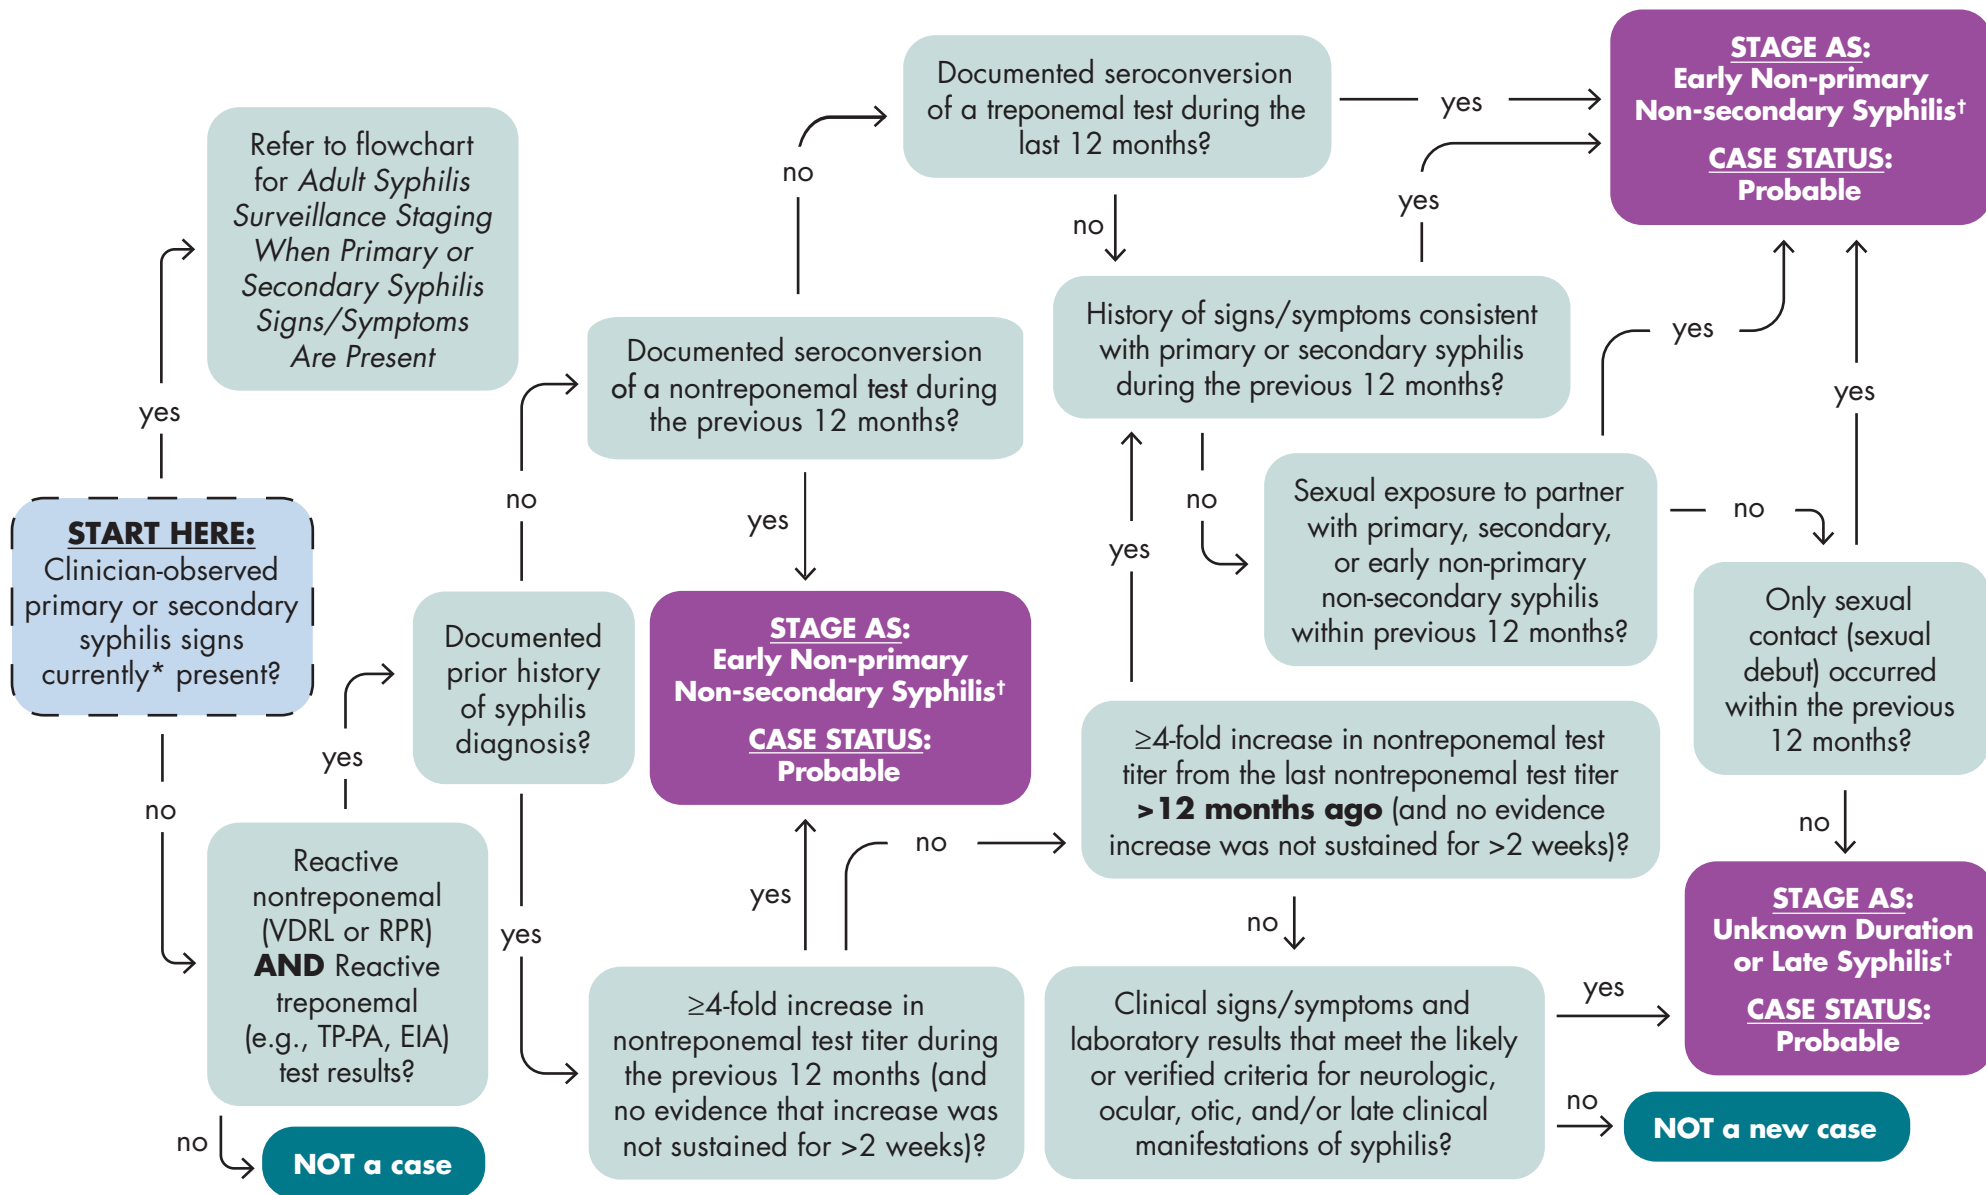 START HERE:
Clinician-observed
primary or secondary
syphilis signs
currently* present?
yes
Refer to flowchart
for Adult Syphilis
Surveillance Staging
When Primary or
Secondary Syphilis
Signs/Symptoms
Are Present
no
Reactive
nontreponemal
(VDRL or RPR)
AND Reactive
treponemal
(e.g., TP-PA, EIA)
test results?
no
NOT a case
yes
Documented
prior history
of syphilis
diagnosis?
no
Documented seroconversion
of a nontreponemal test during
the previous 12 months?
yes
STAGE AS:
Early Non-primary
Non-secondary Syphilis†
CASE STATUS:
Probable
no
Documented seroconversion
of a treponemal test during the
last 12 months?
yes
STAGE AS:
Early Non-primary
Non-secondary Syphilis†
CASE STATUS:
Probable
no
History of signs/symptoms consistent
with primary or secondary syphilis
during the previous 12 months?
yes
no
Sexual exposure to partner
with primary, secondary,
or early non-primary
non-secondary syphilis
within previous 12 months?
yes
no
Only sexual
contact (sexual
debut) occurred
within the previous
12 months?
yes
no
STAGE AS:
Unknown Duration
or Late Syphilis†
CASE STATUS:
Probable
yes
≥4-fold increase in
nontreponemal test titer during
the previous 12 months (and
no evidence that increase was
not sustained for >2 weeks)?
yes
no
≥4-fold increase in nontreponemal test
titer from the last nontreponemal test titer
>12 months ago (and no evidence
increase was not sustained for >2 weeks)?
yes
no
Clinical signs/symptoms and
laboratory results that meet the likely
or verified criteria for neurologic,
ocular, otic, and/or late clinical
manifestations of syphilis?
yes
no
NOT a new case